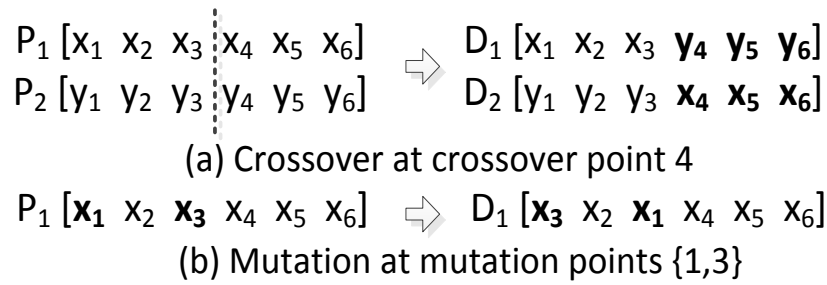 P₁ [x₁ x₂ x₃ x₄ x₅ x₆] ⇨ D₁ [x₁ x₂ x₃ y₄ y₅ y₆]
P₂ [y₁ y₂ y₃ y₄ y₅ y₆] D₂ [y₁ y₂ y₃ x₄ x₅ x₆]
(a) Crossover at crossover point 4
P₁ [x₁ x₂ x₃ x₄ x₅ x₆] ⇨ D₁ [x₃ x₂ x₁ x₄ x₅ x₆]
(b) Mutation at mutation points {1,3}